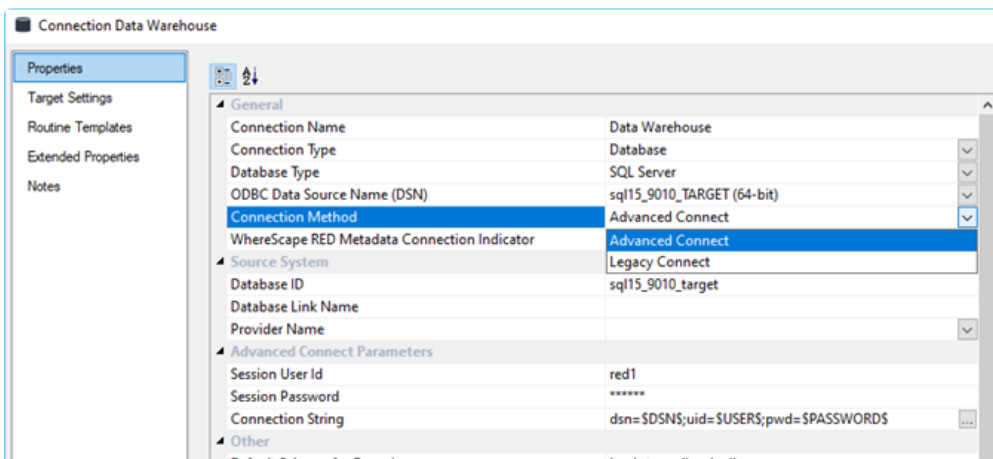 Connection Data Warehouse
Properties
Target Settings
Routine Templates
Extended Properties
Notes
General
Connection Name Data Warehouse
Connection Type Database
Database Type SQL Server
ODBC Data Source Name (DSN) sql15_9010_TARGET (64-bit)
Connection Method Advanced Connect
WhereScape RED Metadata Connection Indicator Advanced Connect
Source System Legacy Connect
Database ID sql15_9010_target
Database Link Name
Provider Name
Advanced Connect Parameters
Session User Id red1
Session Password ******
Connection String dsn=$DSN$;uid=$USER$;pwd=$PASSWORD$ ...
Other